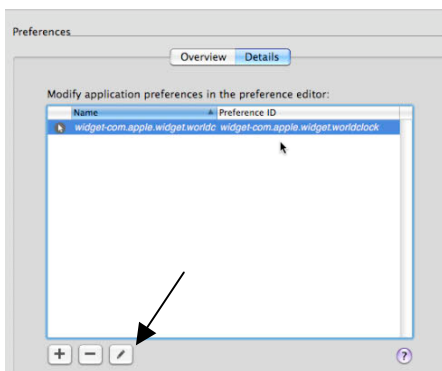 Preferences
Overview Details
Modify application preferences in the preference editor:
Name Preference ID
widget-com.apple.widget.worldc widget-com.apple.widget.worldclock
+ − ?